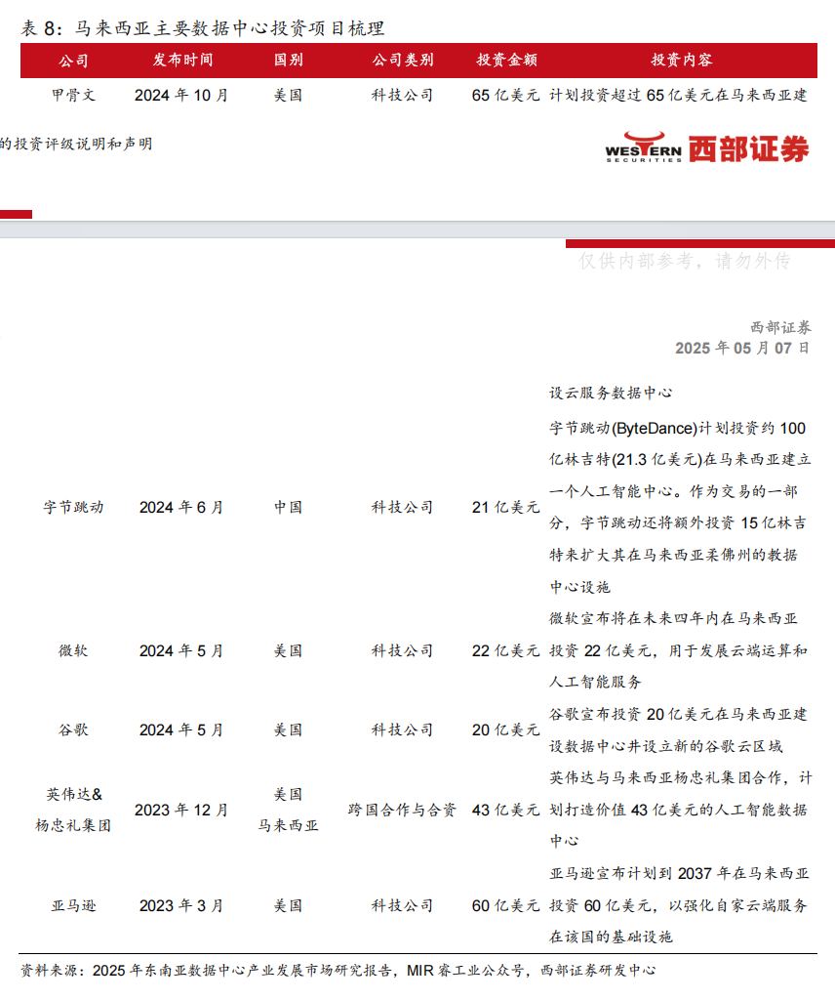 表 8：马来西亚主要数据中心投资项目梳理
公司 发布时间 国别 公司类别 投资金额 投资内容
甲骨文 2024 年 10 月 美国 科技公司 65 亿美元 计划投资超过 65 亿美元在马来西亚建
的投资评级说明和声明
WESTERN SECURITIES 西部证券
仅供内部参考，请勿外传
西部证券
2025 年 05 月 07 日
设云服务数据中心
字节跳动(ByteDance)计划投资约 100
亿林吉特(21.3 亿美元)在马来西亚建立
一个人工智能中心。作为交易的一部
字节跳动 2024 年 6 月 中国 科技公司 21 亿美元 分，字节跳动还将额外投资 15 亿林吉
特来扩大其在马来西亚柔佛州的教据
中心设施
微软宣布将在未来四年内在马来西亚
微软 2024 年 5 月 美国 科技公司 22 亿美元 投资 22 亿美元，用于发展云端运算和
人工智能服务
谷歌 2024 年 5 月 美国 科技公司 20 亿美元 谷歌宣布投资 20 亿美元在马来西亚建
设数据中心井设立新的谷歌云区域
英伟达& 美国 英伟达与马来西亚杨忠礼集团合作，计
2023 年 12 月 跨国合作与合资 43 亿美元 划打造价值 43 亿美元的人工智能数据
杨忠礼集团 马来西亚 中心
亚马逊宣布计划到 2037 年在马来西亚
亚马逊 2023 年 3 月 美国 科技公司 60 亿美元 投资 60 亿美元，以强化自家云端服务
在该国的基础设施
资料来源：2025 年东南亚数据中心产业发展市场研究报告，MIR 睿工业公众号，西部证券研发中心